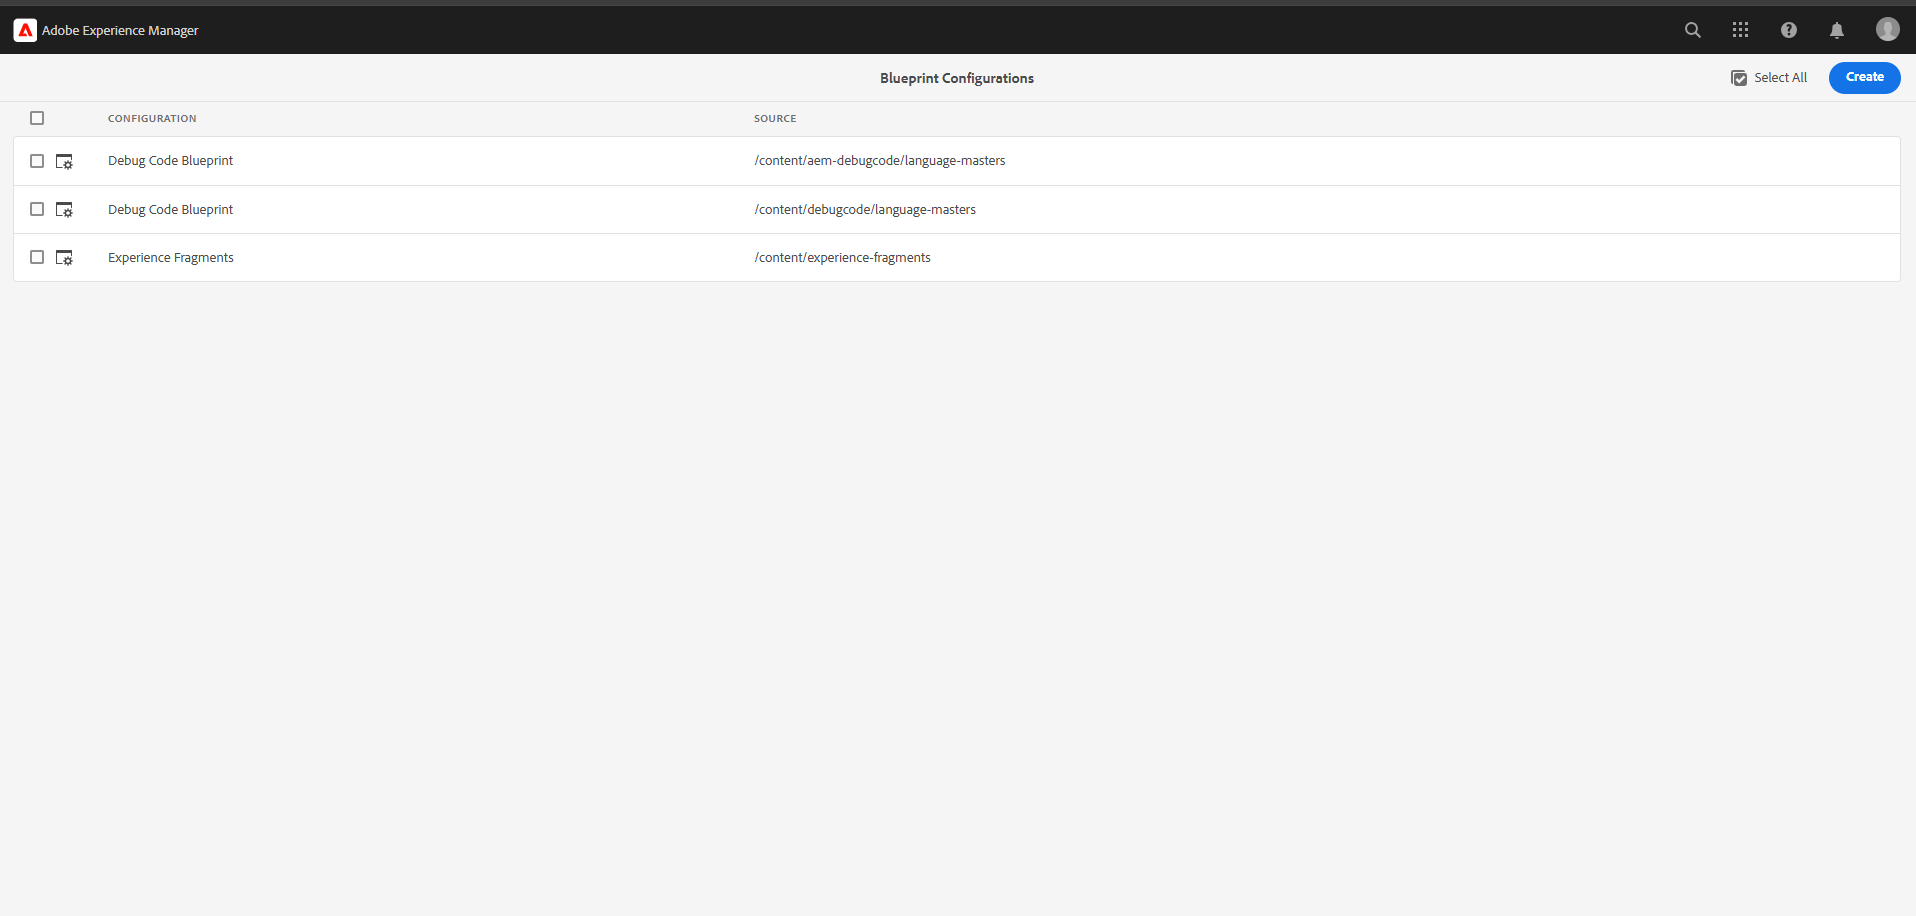 Adobe Experience Manager
Blueprint Configurations
Select All
Create
CONFIGURATION SOURCE
Debug Code Blueprint /content/aem-debugcode/language-masters
Debug Code Blueprint /content/debugcode/language-masters
Experience Fragments /content/experience-fragments